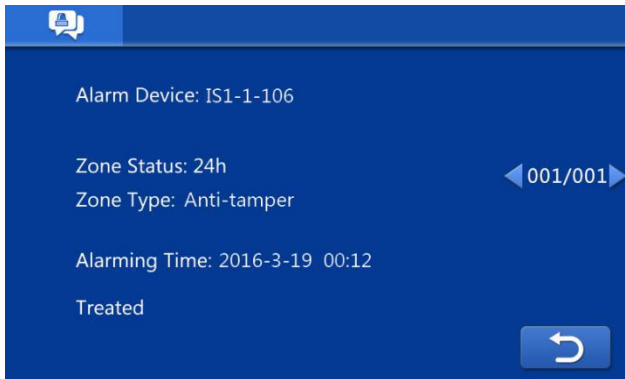 Alarm Device: IS1-1-106
Zone Status: 24h
001/001
Zone Type: Anti-tamper
Alarming Time: 2016-3-19 00:12
Treated